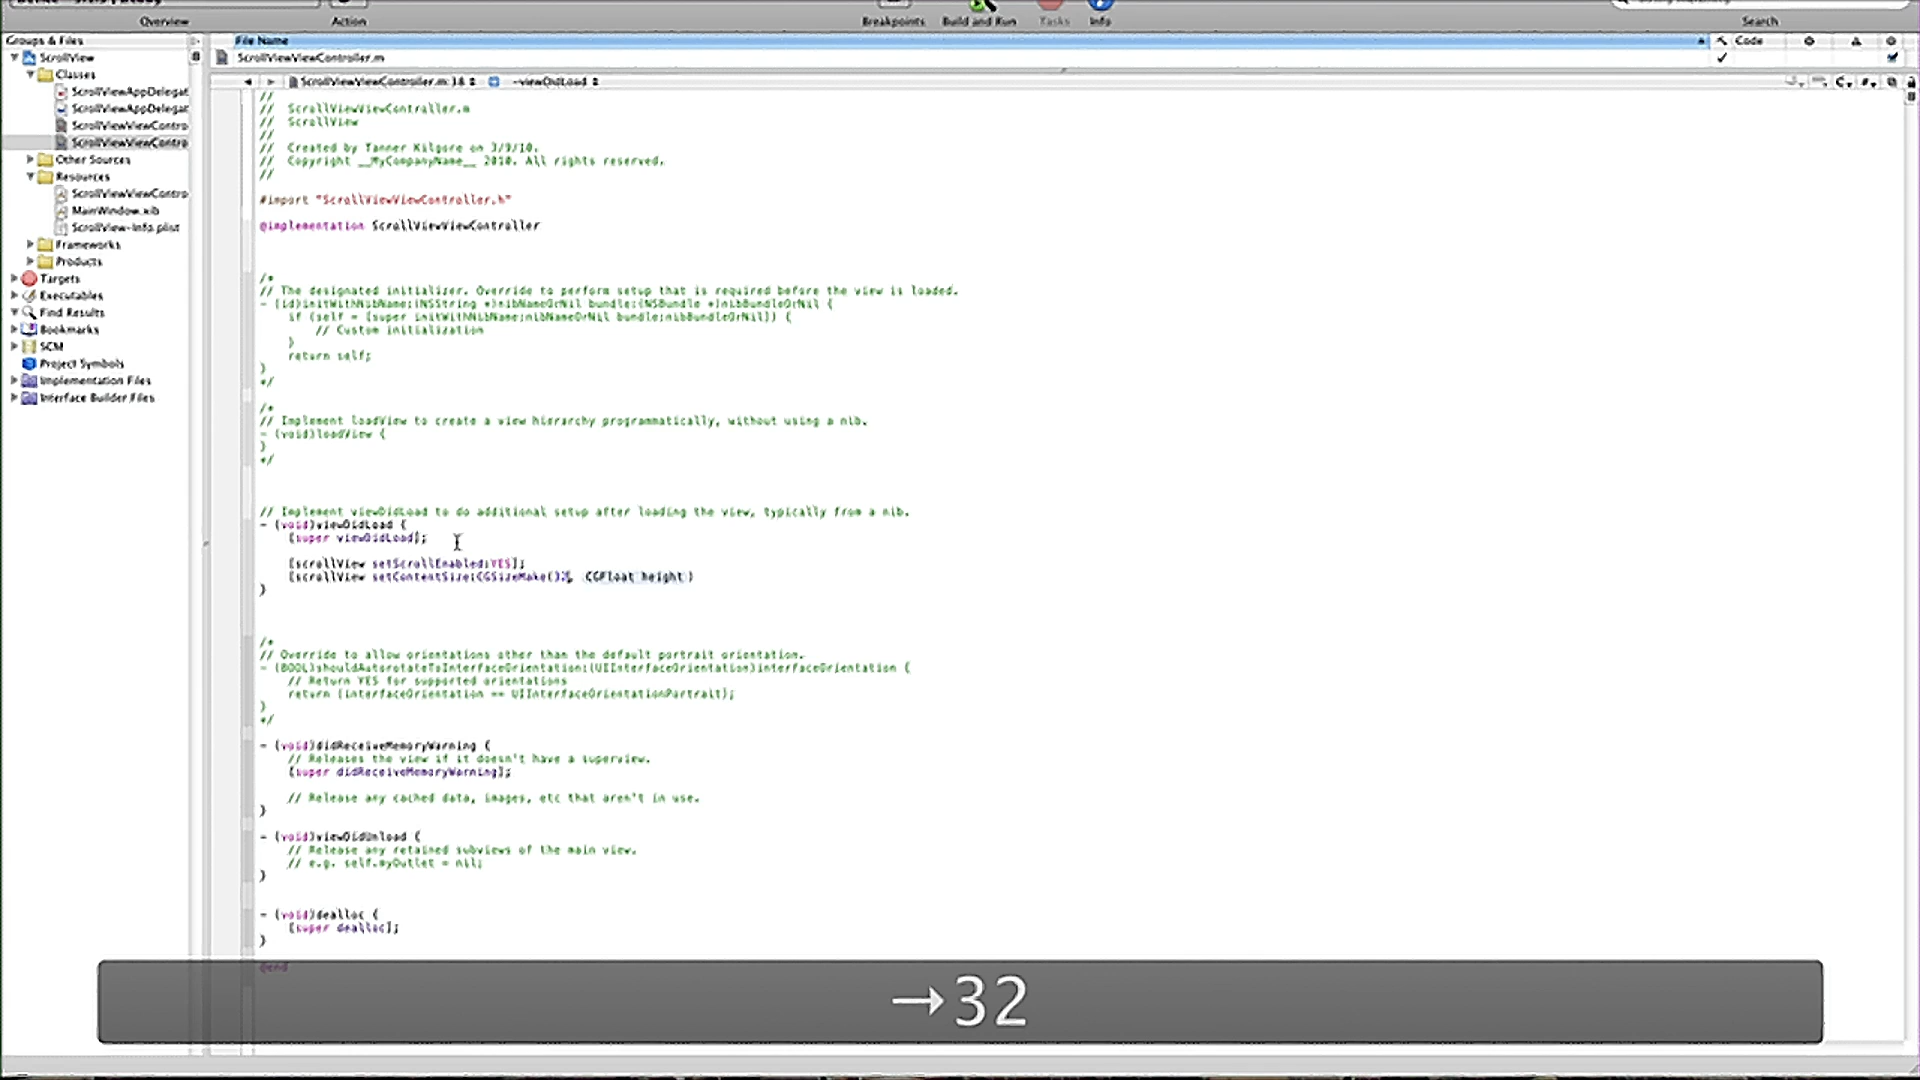 Overview
Action
Breakpoints
Build and Run
Tasks
Info
Search
Groups & Files
File Name
Code
ScrollView
ScrollViewViewController.m
Classes
ScrollViewAppDelegat
ScrollViewAppDelegat
ScrollViewViewContro
ScrollViewViewContro
Other Sources
Resources
ScrollViewViewContro
MainWindow.xib
ScrollView-Info.plist
Frameworks
Products
Targets
Executables
Find Results
Bookmarks
SCM
Project Symbols
Implementation Files
Interface Builder Files
ScrollViewViewController.m:38
-viewDidLoad
//
//  ScrollViewViewController.m
//  ScrollView
//
//  Created by Tanner Kilgore on 3/9/10.
//  Copyright __MyCompanyName__ 2010. All rights reserved.
//
#import "ScrollViewViewController.h"
@implementation ScrollViewViewController
/*
// The designated initializer. Override to perform setup that is required before the view is loaded.
- (id)initWithNibName:(NSString *)nibNameOrNil bundle:(NSBundle *)nibBundleOrNil {
if (self = [super initWithNibName:nibNameOrNil bundle:nibBundleOrNil]) {
// Custom initialization
}
return self;
}
*/
/*
// Implement loadView to create a view hierarchy programmatically, without using a nib.
- (void)loadView {
}
*/
// Implement viewDidLoad to do additional setup after loading the view, typically from a nib.
- (void)viewDidLoad {
[super viewDidLoad];
[scrollView setScrollEnabled:YES];
[scrollView setContentSize:CGSizeMake(32, CGFloat height)
}
/*
// Override to allow orientations other than the default portrait orientation.
- (BOOL)shouldAutorotateToInterfaceOrientation:(UIInterfaceOrientation)interfaceOrientation {
// Return YES for supported orientations
return (interfaceOrientation == UIInterfaceOrientationPortrait);
}
*/
- (void)didReceiveMemoryWarning {
// Releases the view if it doesn't have a superview.
[super didReceiveMemoryWarning];
// Release any cached data, images, etc that aren't in use.
}
- (void)viewDidUnload {
// Release any retained subviews of the main view.
// e.g. self.myOutlet = nil;
}
- (void)dealloc {
[super dealloc];
}
@end
→32